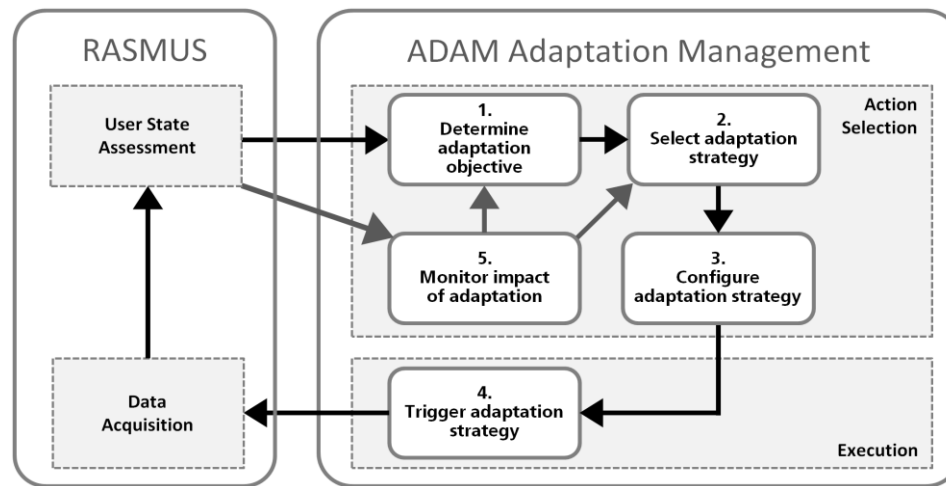 RASMUS
ADAM Adaptation Management
User State
Assessment
1.
Determine
adaptation
objective
2.
Select adaptation
strategy
Action
Selection
5.
Monitor impact
of adaptation
3.
Configure
adaptation strategy
Data
Acquisition
4.
Trigger adaptation
strategy
Execution